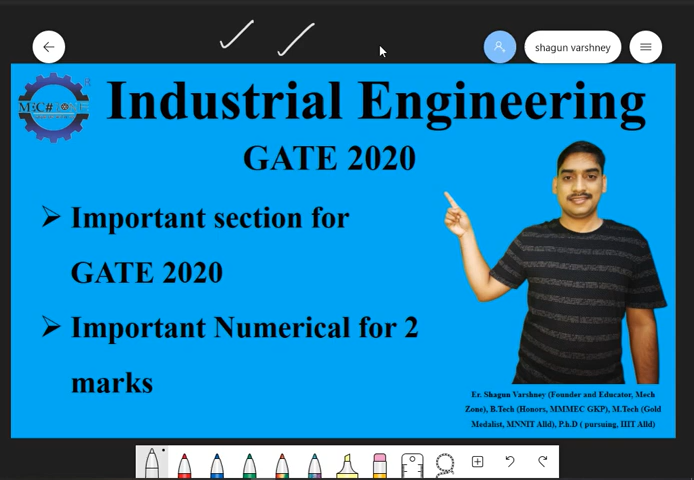 shagun varshney
Industrial Engineering
GATE 2020
➢ Important section for
GATE 2020
➢ Important Numerical for 2
marks
Er. Shagun Varshney (Founder and Educator, Mech
Zone), B.Tech (Honors, MMMEC GKP), M.Tech (Gold
Medalist, MNNIT Alld), P.h.D ( pursuing, IIIT Alld)